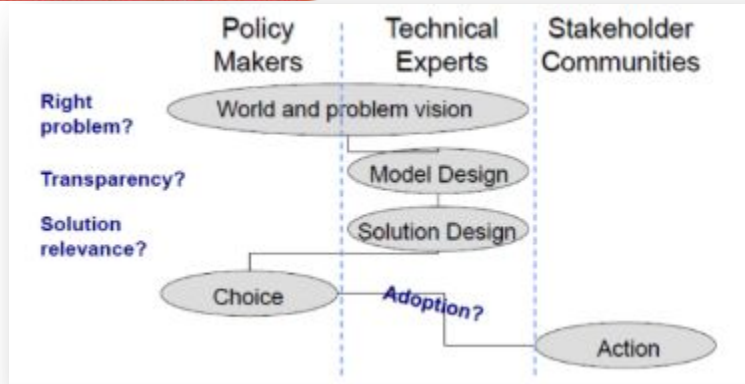 Policy
Makers
Technical
Experts
Stakeholder
Communities
Right
problem?
World and problem vision
Transparency?
Model Design
Solution
relevance?
Solution Design
Choice
Adoption?
Action